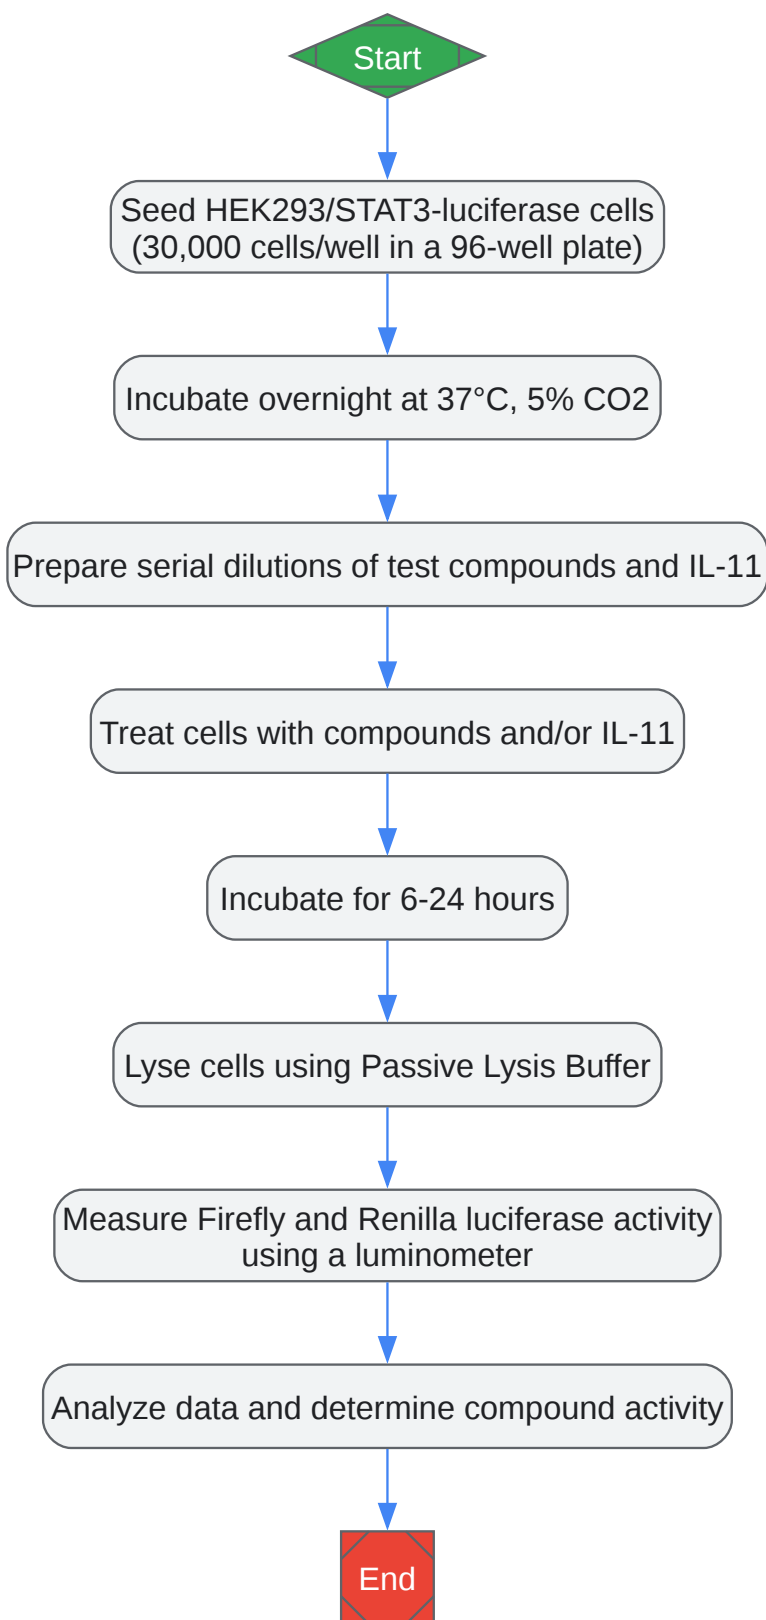 Start
Seed HEK293/STAT3-luciferase cells
(30,000 cells/well in a 96-well plate)
Incubate overnight at 37°C, 5% CO2
Prepare serial dilutions of test compounds and IL-11
Treat cells with compounds and/or IL-11
Incubate for 6-24 hours
Lyse cells using Passive Lysis Buffer
Measure Firefly and Renilla luciferase activity
using a luminometer
Analyze data and determine compound activity
End